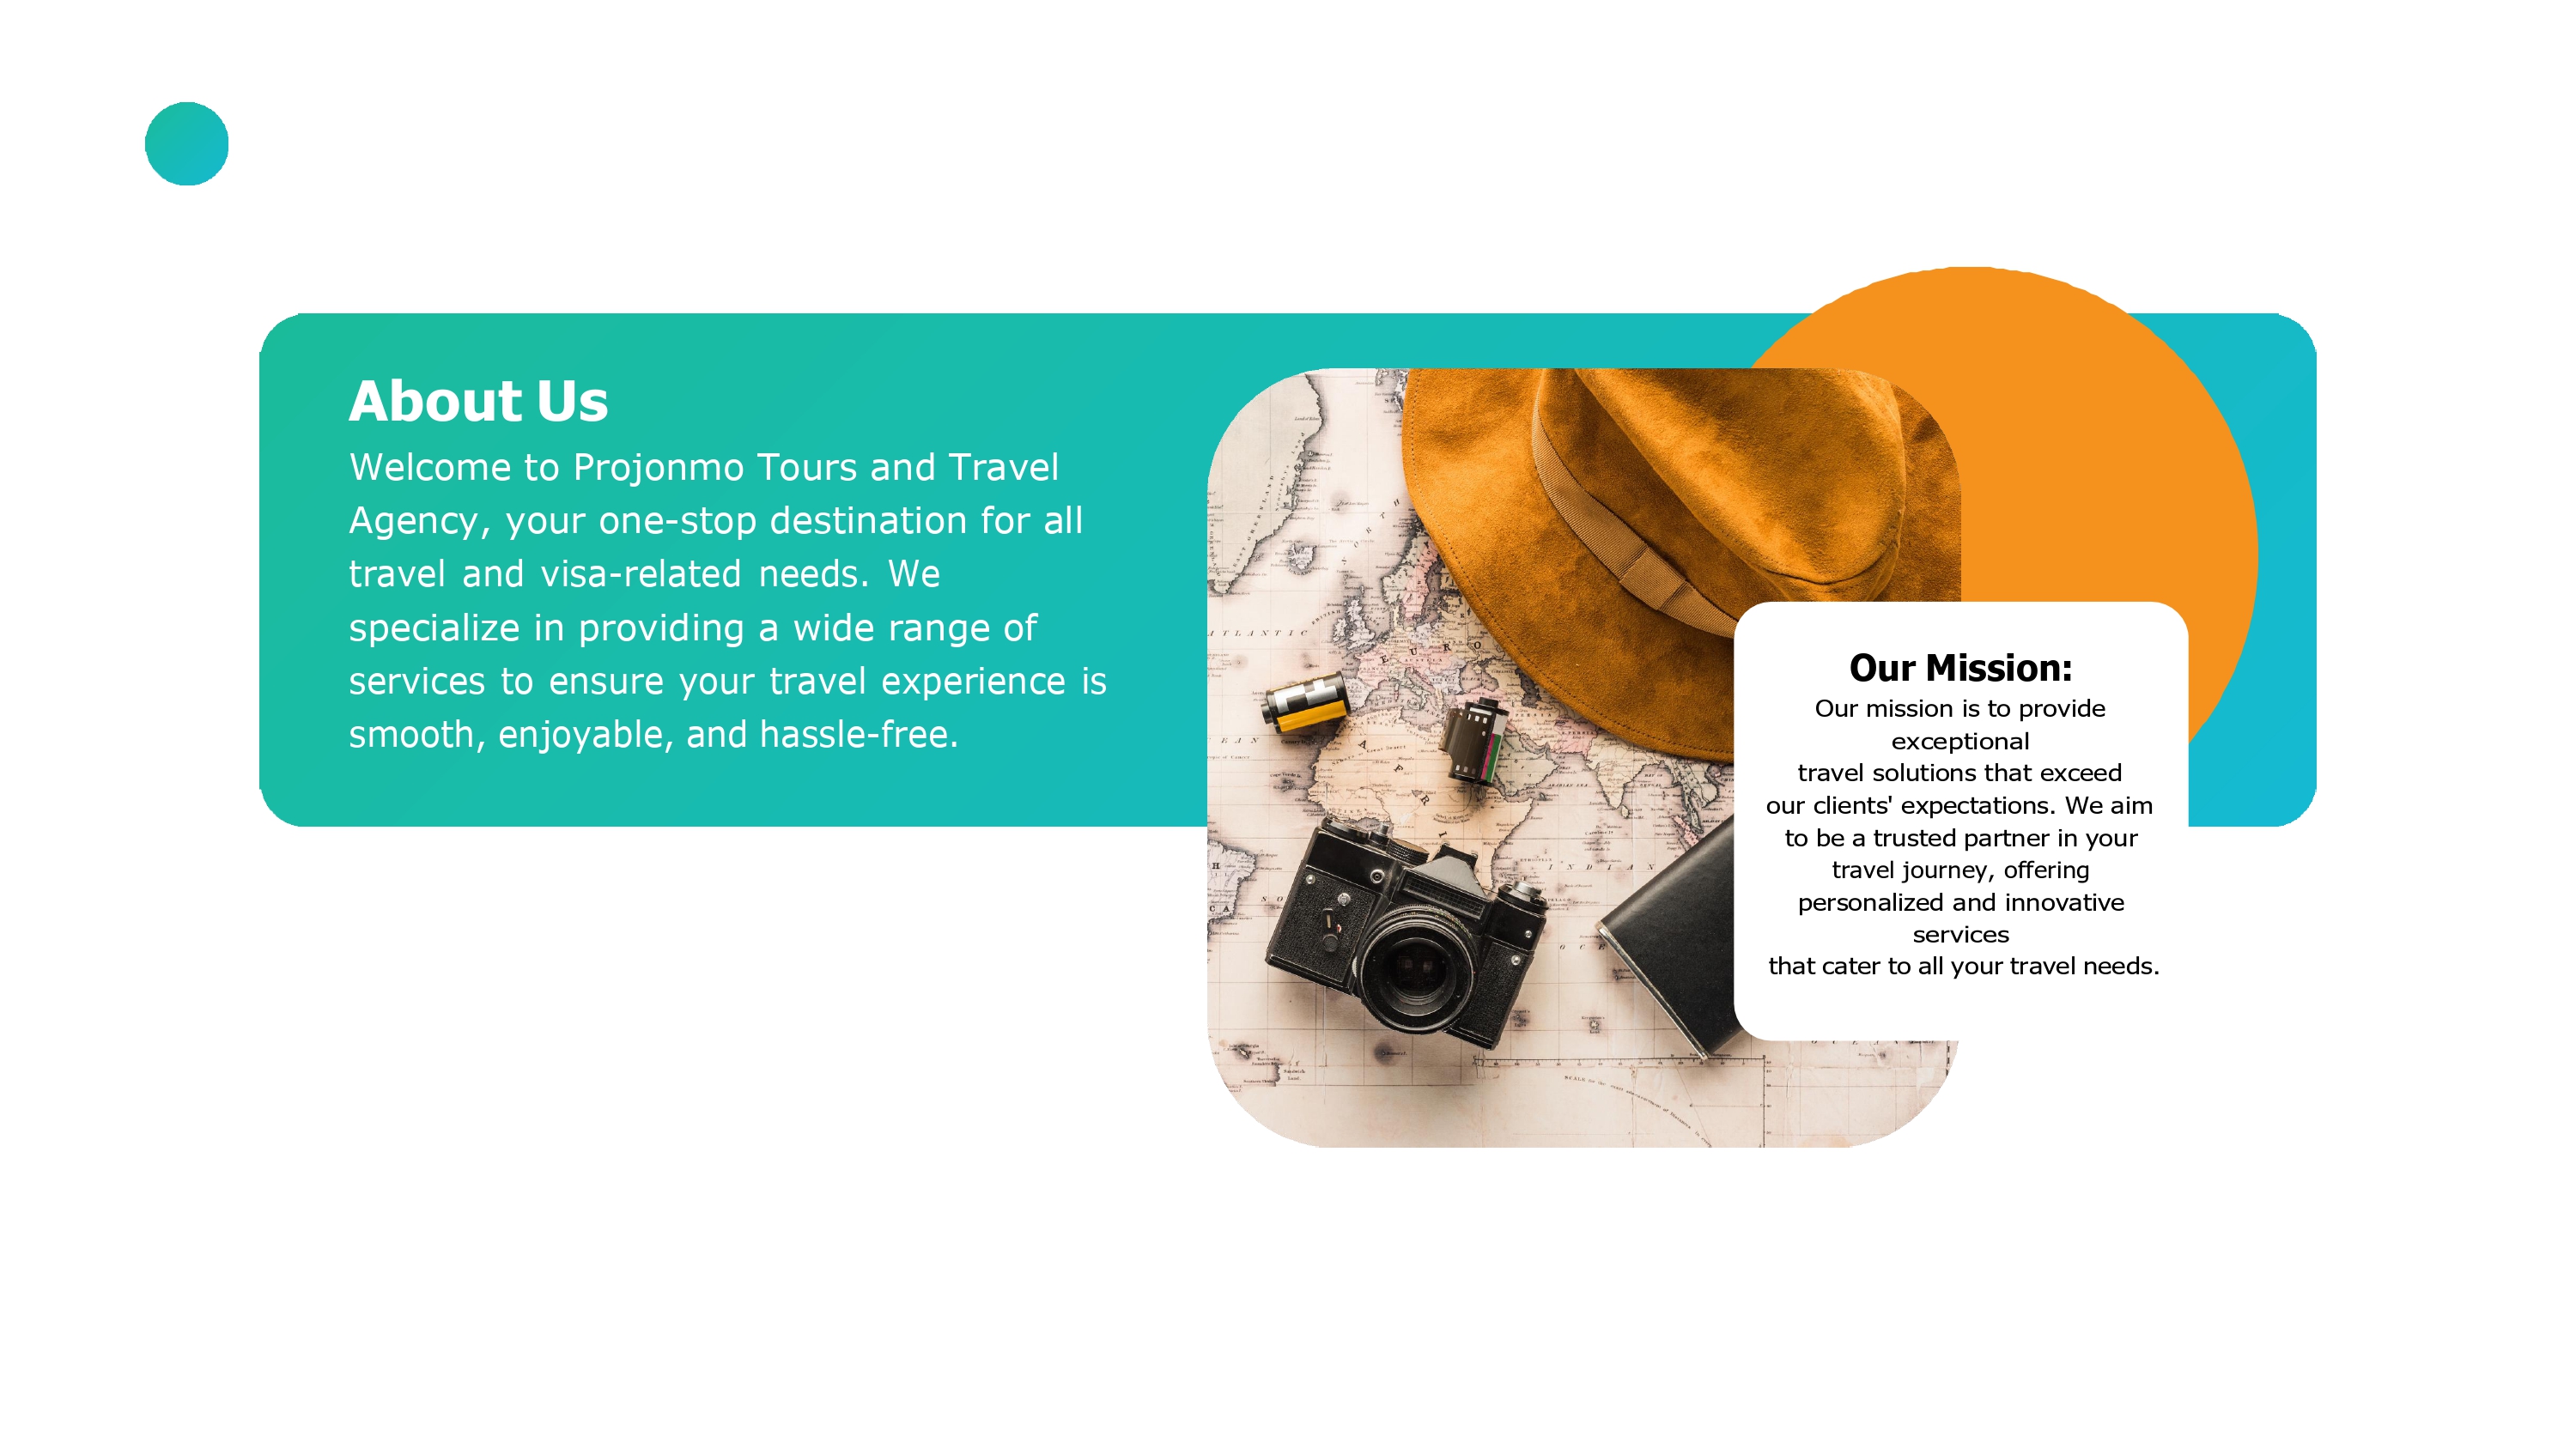 About Us
Welcome to Projonmo Tours and Travel
Agency, your one-stop destination for all
travel and visa-related needs. We
specialize in providing a wide range of
services to ensure your travel experience is
smooth, enjoyable, and hassle-free.
Our Mission:
Our mission is to provide
exceptional
travel solutions that exceed
our clients' expectations. We aim
to be a trusted partner in your
travel journey, offering
personalized and innovative
services
that cater to all your travel needs.
ATLANTIC
EURO
INDIAN